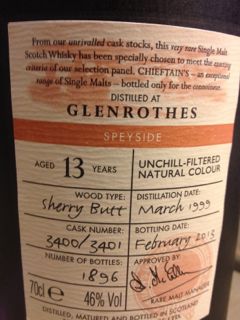 From our unrivalled cask stocks, this very rare Single Malt
Scotch Whisky has been specially chosen to meet the exacting
criteria of our selection panel. CHIEFTAIN'S – an exceptional
range of Single Malts – bottled only for the connoisseur.
DISTILLED AT
GLENROTHES
SPEYSIDE
AGED 13 YEARS
UNCHILL-FILTERED
NATURAL COLOUR
WOOD TYPE:
Sherry Butt
DISTILLATION DATE:
March 1999
CASK NUMBER:
3400/3401
BOTTLING DATE:
February 2013
NUMBER OF BOTTLES:
1896
APPROVED BY
70cl e 46% Vol
RARE MALT MANAGER
DISTILLED, MATURED AND BOTTLED IN SCOTLAND